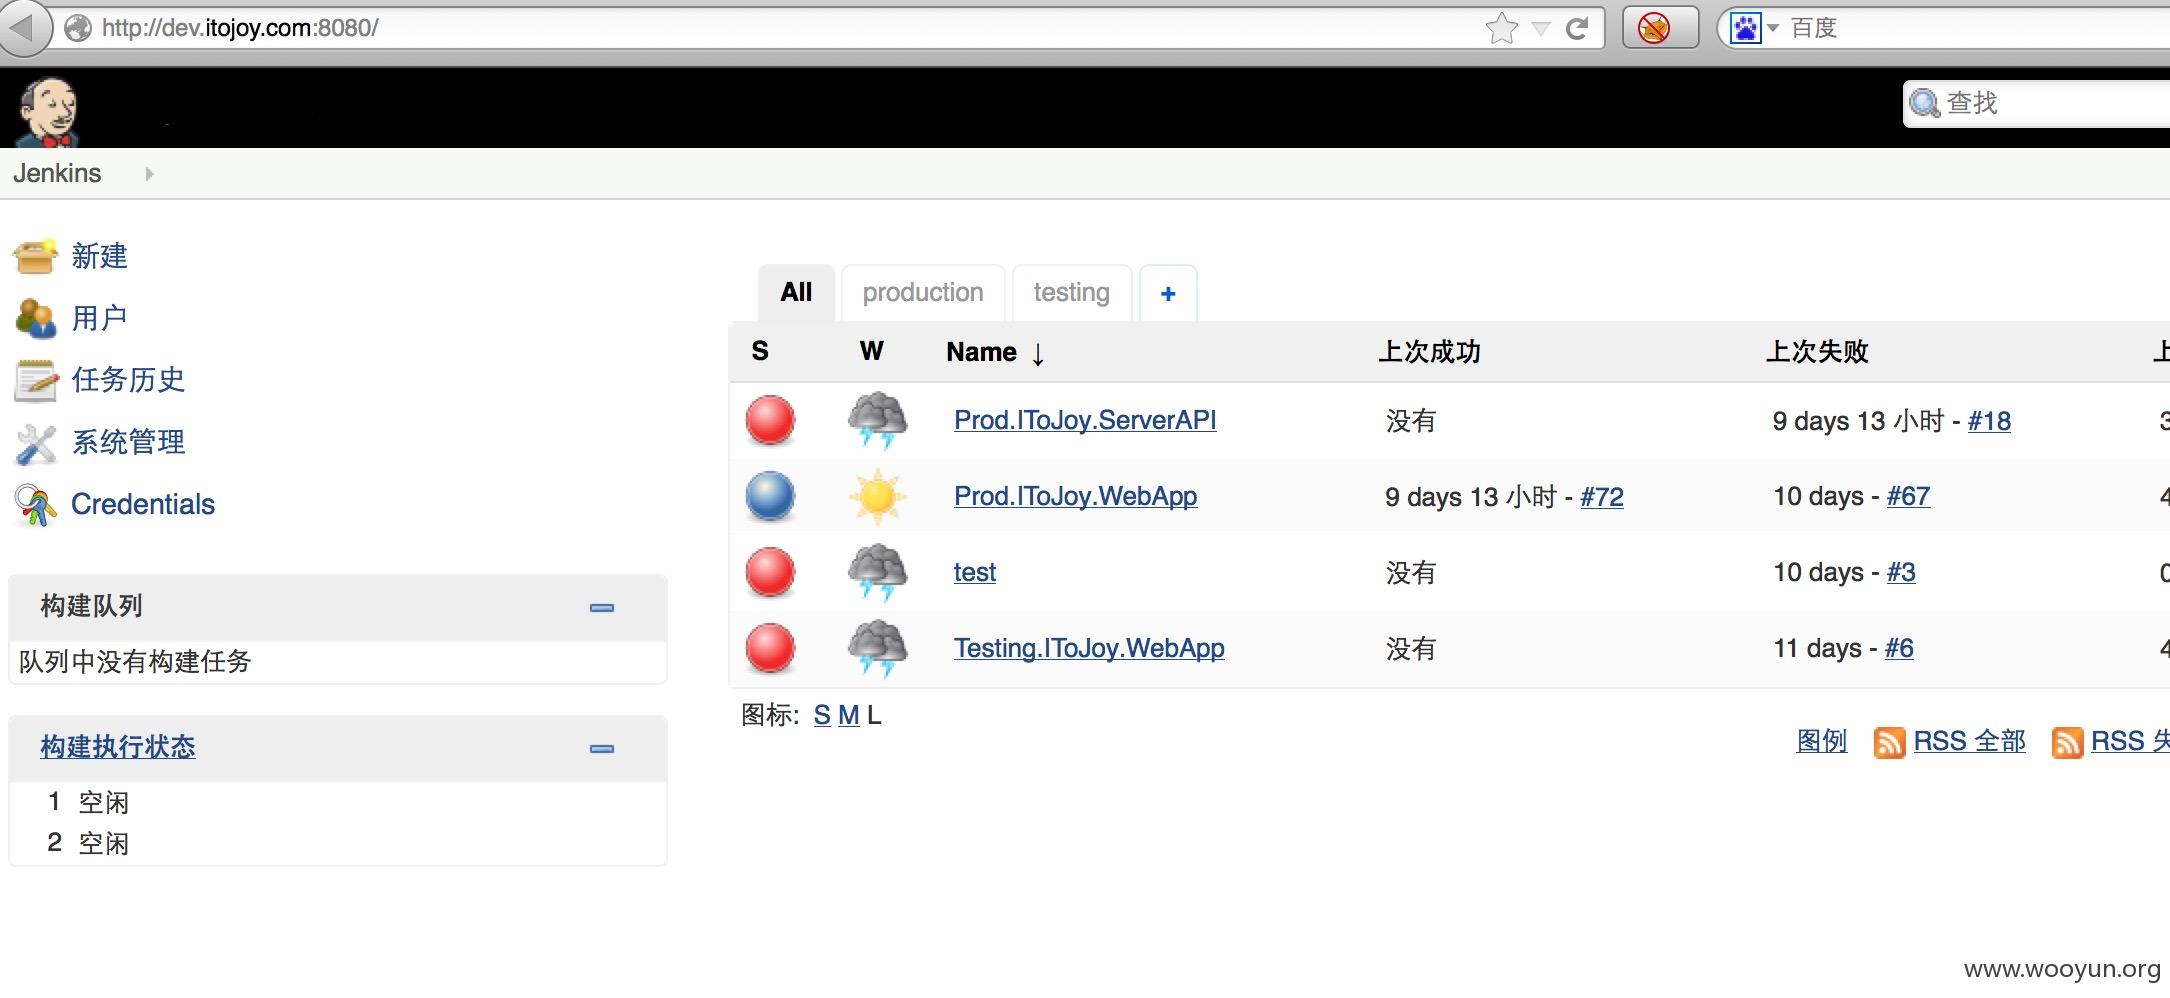 http://dev.itojoy.com:8080/
百度
查找
Jenkins
新建
用户
任务历史
系统管理
Credentials
构建队列
队列中没有构建任务
构建执行状态
1 空闲
2 空闲
All production testing +
S W Name ↓ 上次成功 上次失败 上
Prod.IToJoy.ServerAPI 没有 9 days 13 小时 - #18 3
Prod.IToJoy.WebApp 9 days 13 小时 - #72 10 days - #67 4
test 没有 10 days - #3 0
Testing.IToJoy.WebApp 没有 11 days - #6 4
图标: S M L
图例 RSS 全部 RSS 失
www.wooyun.org